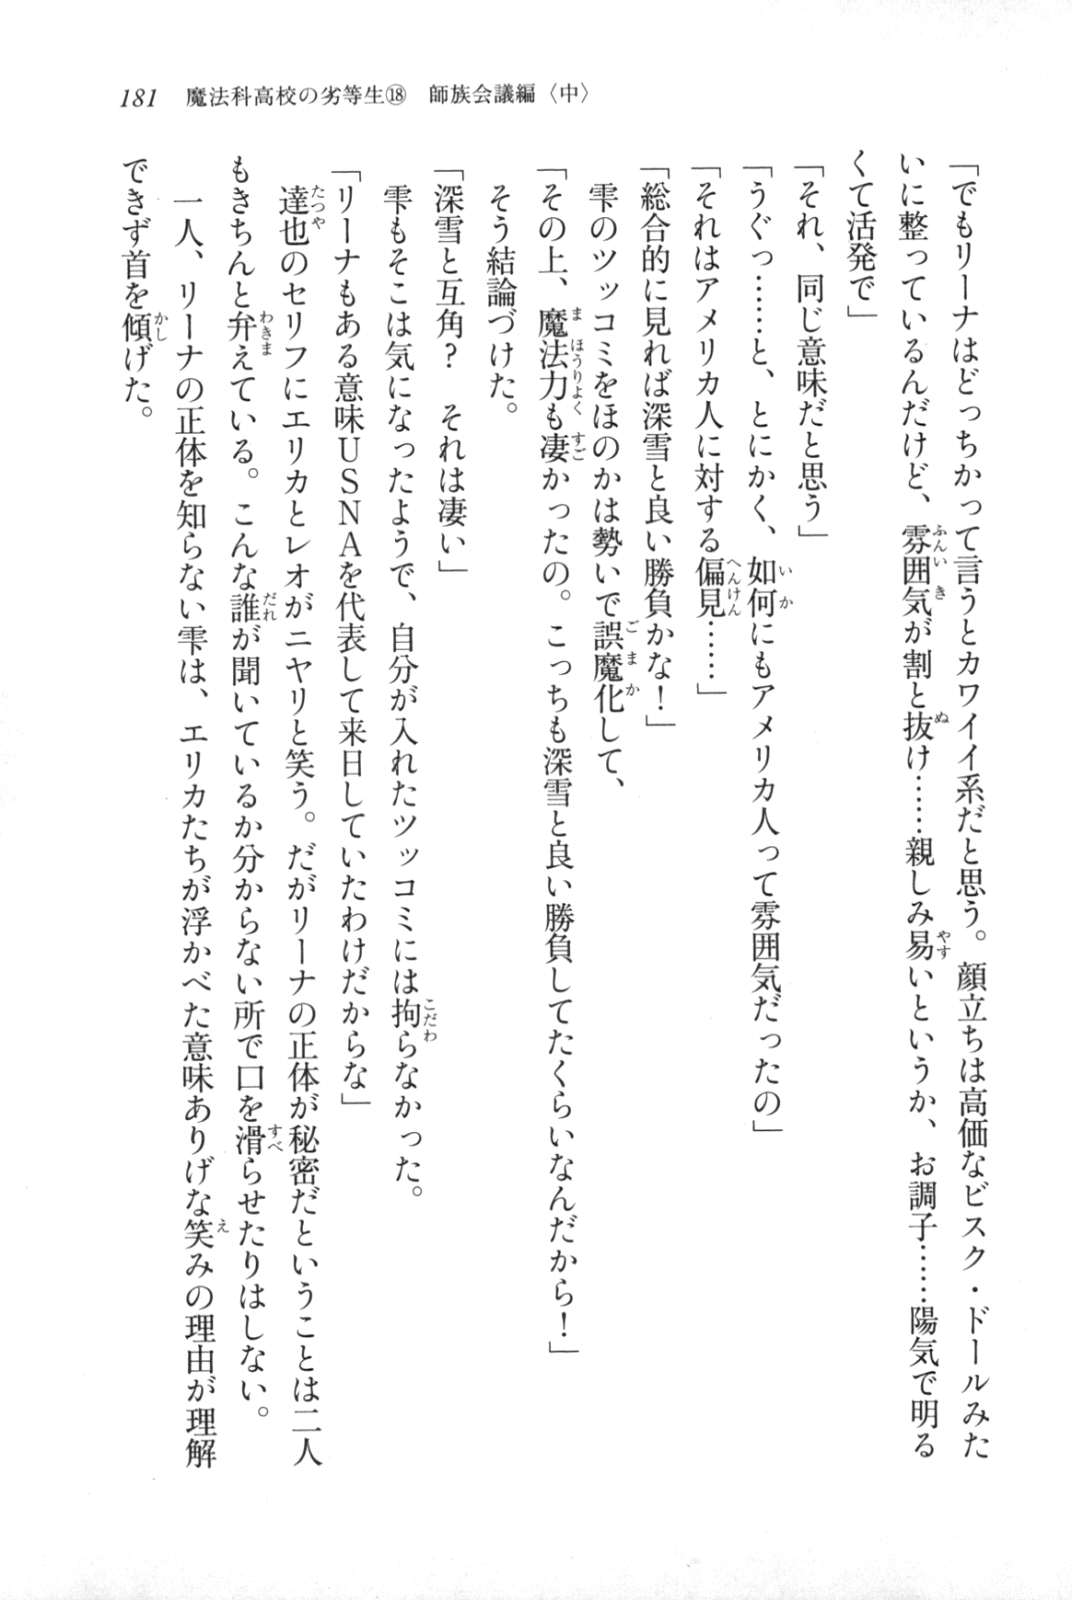 181　魔法科高校の劣等生⑱　師族会議編〈中〉
「でもリーナはどっちかって言うとカワイイ系だと思う。顔立ちは高価なビスク・ドールみた
いに整っているんだけど、雰囲気が割と抜け……親しみ易いというか、お調子……陽気で明る
くて活発で」
「それ、同じ意味だと思う」
「うぐっ……と、とにかく、如何にもアメリカ人って雰囲気だったの」
「それはアメリカ人に対する偏見……」
「総合的に見れば深雪と良い勝負かな！」
　雫のツッコミをほのかは勢いで誤魔化して、
「その上、魔法力も凄かったの。こっちも深雪と良い勝負してたくらいなんだから！」
　そう結論づけた。
「深雪と互角？　それは凄い」
　雫もそこは気になったようで、自分が入れたツッコミには拘らなかった。
「リーナもある意味ＵＳＮＡを代表して来日していたわけだからな」
　達也のセリフにエリカとレオがニヤリと笑う。だがリーナの正体が秘密だということは二人
もきちんと弁えている。こんな誰が聞いているか分からない所で口を滑らせたりはしない。
　一人、リーナの正体を知らない雫は、エリカたちが浮かべた意味ありげな笑みの理由が理解
できず首を傾げた。